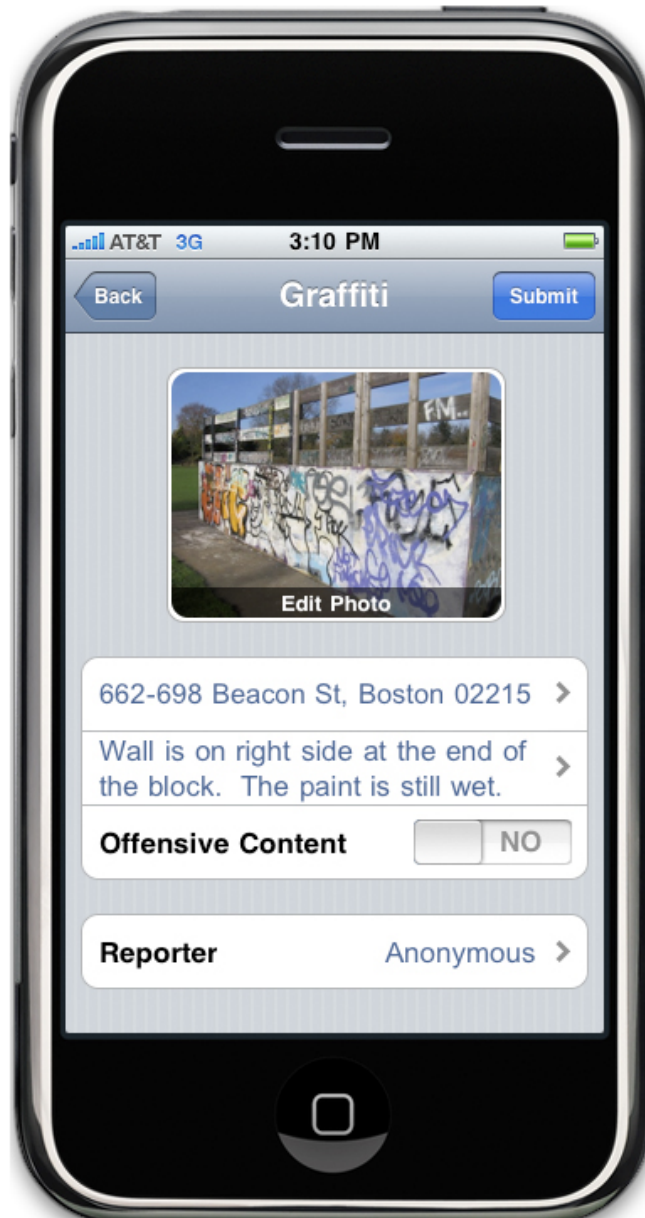 AT&T 3G 3:10 PM
Back Graffiti Submit
FM..
Edit Photo
662-698 Beacon St, Boston 02215
Wall is on right side at the end of
the block. The paint is still wet.
Offensive Content NO
Reporter Anonymous